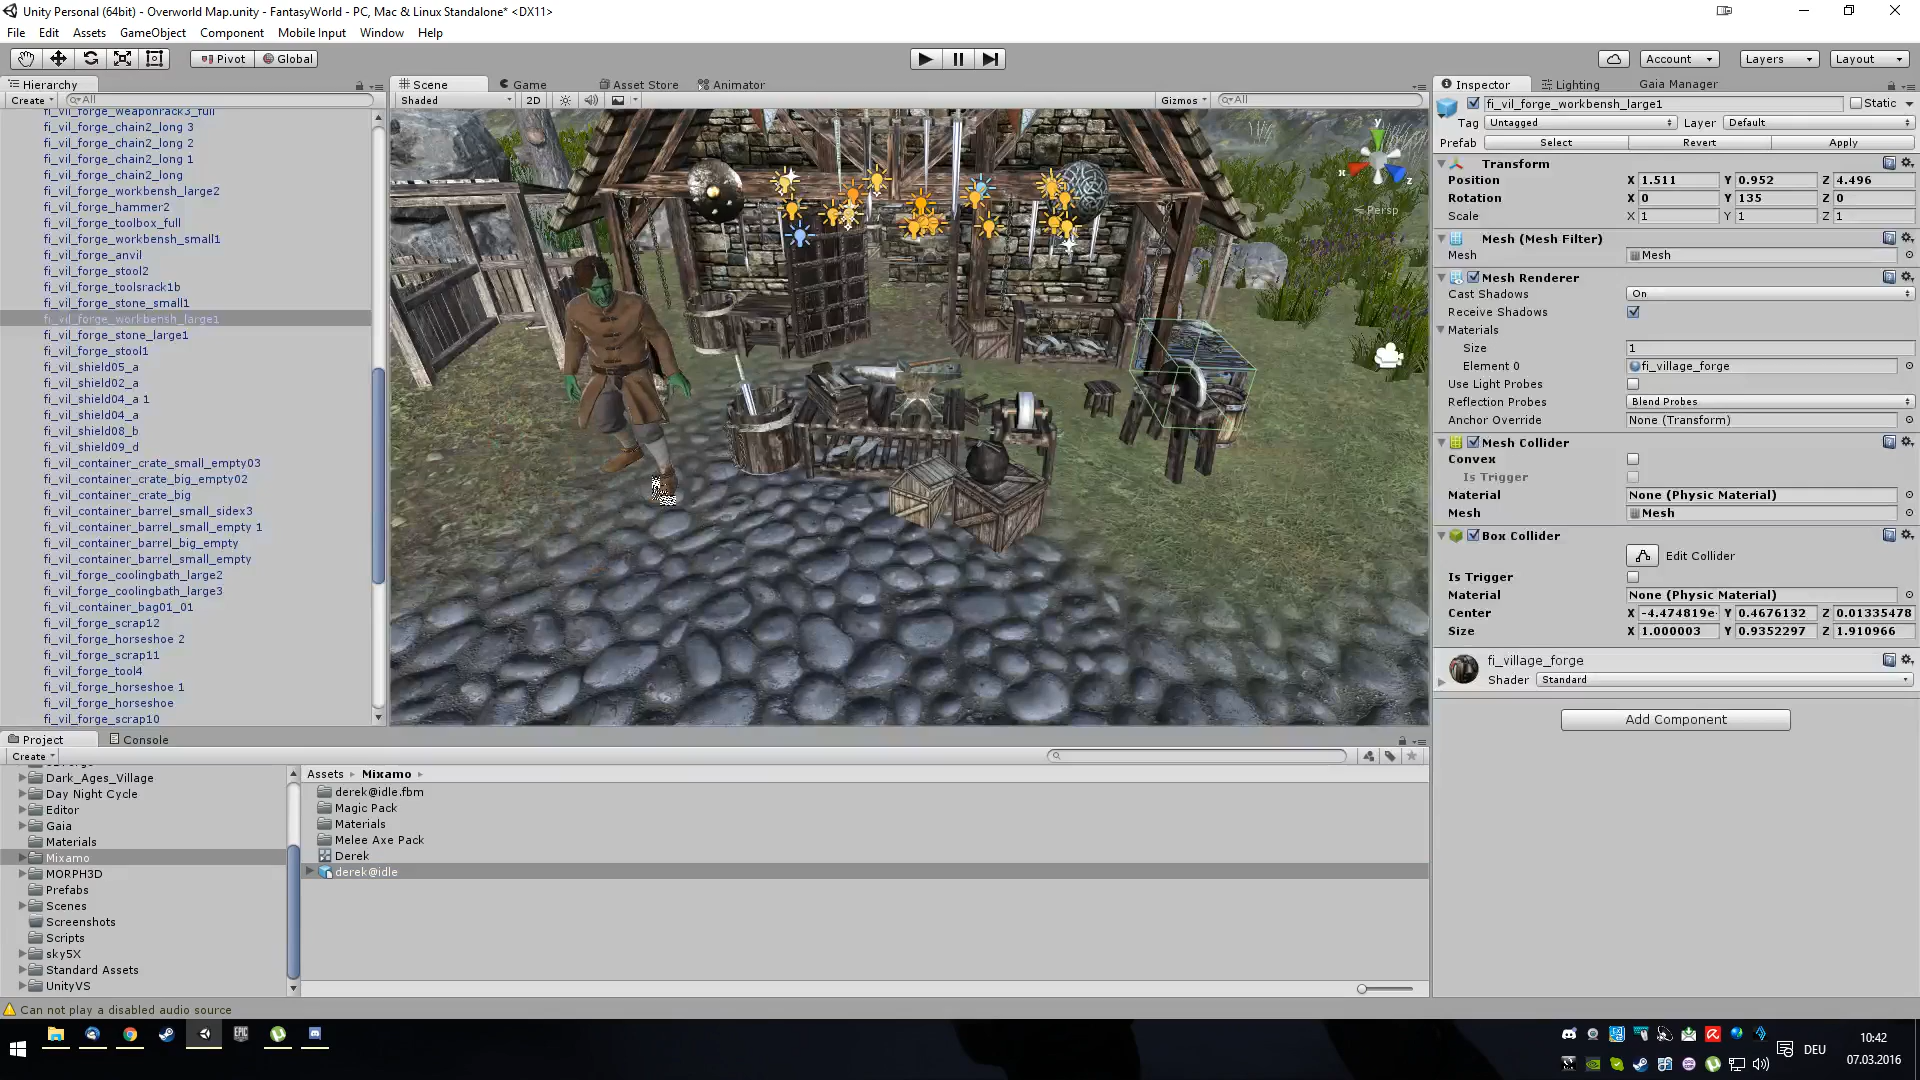 Unity Personal (64bit) - Overworld Map.unity - FantasyWorld - PC, Mac & Linux Standalone* <DX11>
File Edit Assets GameObject Component Mobile Input Window Help
Pivot Global Account Layers Layout
Hierarchy
Create All
fi_vil_forge_weaponrack3_full
fi_vil_forge_chain2_long 3
fi_vil_forge_chain2_long 2
fi_vil_forge_chain2_long 1
fi_vil_forge_chain2_long
fi_vil_forge_workbensh_large2
fi_vil_forge_hammer2
fi_vil_forge_toolbox_full
fi_vil_forge_workbensh_small1
fi_vil_forge_anvil
fi_vil_forge_stool2
fi_vil_forge_toolsrack1b
fi_vil_forge_stone_small1
fi_vil_forge_workbensh_large1
fi_vil_forge_stone_large1
fi_vil_forge_stool1
fi_vil_shield05_a
fi_vil_shield02_a
fi_vil_shield04_a 1
fi_vil_shield04_a
fi_vil_shield08_b
fi_vil_shield09_d
fi_vil_container_crate_small_empty03
fi_vil_container_crate_big_empty02
fi_vil_container_crate_big
fi_vil_container_barrel_small_sidex3
fi_vil_container_barrel_small_empty 1
fi_vil_container_barrel_big_empty
fi_vil_container_barrel_small_empty
fi_vil_forge_coolingbath_large2
fi_vil_forge_coolingbath_large3
fi_vil_container_bag01_01
fi_vil_forge_scrap12
fi_vil_forge_horseshoe 2
fi_vil_forge_scrap11
fi_vil_forge_tool4
fi_vil_forge_horseshoe 1
fi_vil_forge_horseshoe
fi_vil_forge_scrap10
Scene Game Asset Store Animator
Shaded 2D Gizmos All
y
x
z
Persp
Inspector Lighting Gaia Manager
fi_vil_forge_workbensh_large1 Static
Tag Untagged Layer Default
Prefab Select Revert Apply
Transform
Position X 1.511 Y 0.952 Z 4.496
Rotation X 0 Y 135 Z 0
Scale X 1 Y 1 Z 1
Mesh (Mesh Filter)
Mesh Mesh
Mesh Renderer
Cast Shadows On
Receive Shadows
Materials
Size 1
Element 0 fi_village_forge
Use Light Probes
Reflection Probes Blend Probes
Anchor Override None (Transform)
Mesh Collider
Convex
Is Trigger
Material None (Physic Material)
Mesh Mesh
Box Collider
Edit Collider
Is Trigger
Material None (Physic Material)
Center X -4.474819e- Y 0.4676132 Z 0.01335478
Size X 1.000003 Y 0.9352297 Z 1.910966
fi_village_forge
Shader Standard
Add Component
Project Console
Create
Dark_Ages_Village
Day Night Cycle
Editor
Gaia
Materials
Mixamo
MORPH3D
Prefabs
Scenes
Screenshots
Scripts
sky5X
Standard Assets
UnityVS
Assets Mixamo
derek@idle.fbm
Magic Pack
Materials
Melee Axe Pack
Derek
derek@idle
Can not play a disabled audio source
EPIC
DEU
10:42
07.03.2016